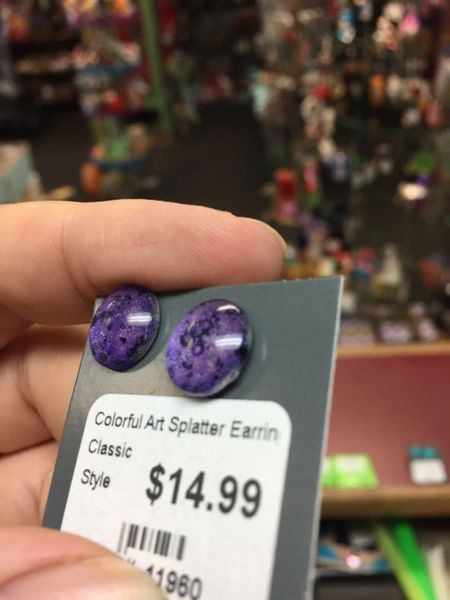 Colorful Art Splatter Earrin
Classic
Style
$14.99
11960